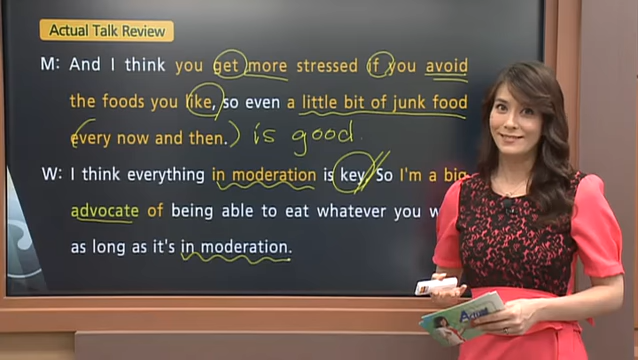 Actual Talk Review
M: And I think you get more stressed if you avoid
the foods you like, so even a little bit of junk food
every now and then.) is good.
W: I think everything in moderation is key. So I'm a big
advocate of being able to eat whatever you
as long as it's in moderation.
Actual